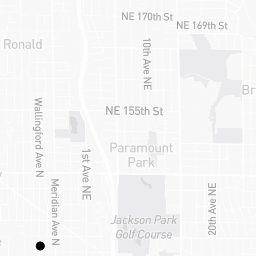 NE 170th St
NE 169th St
Ronald
10th Ave NE
Br
NE 155th St
Wallingford Ave N
1st Ave NE
Paramount
Park
Meridian Ave N
20th Ave NE
Jackson Park
Golf Course
e